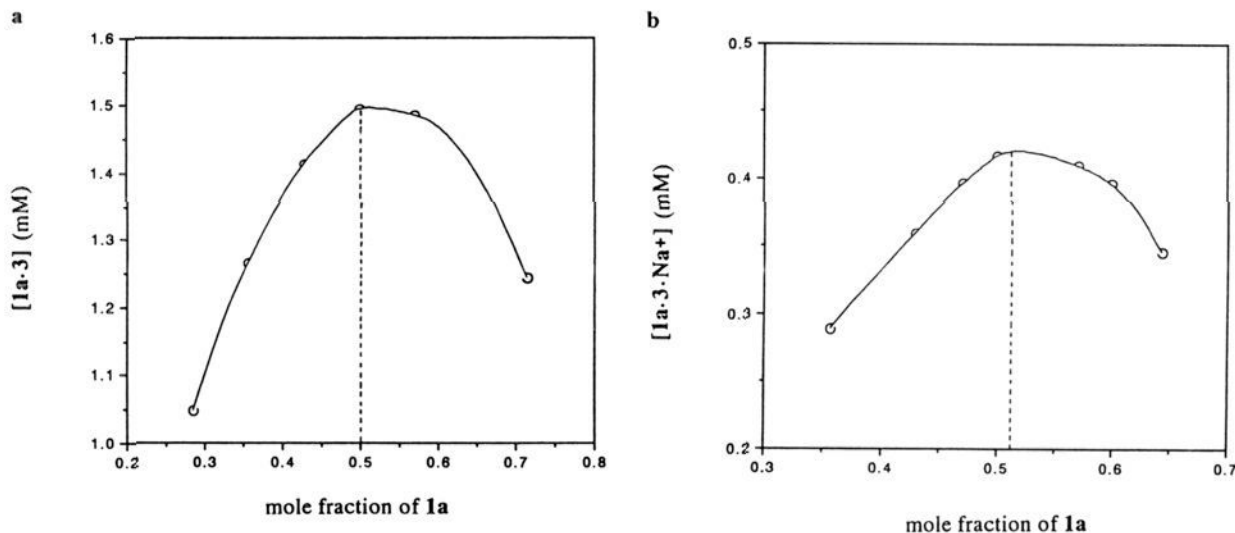 a
1.6
1.5
1.4
1.3
1.2
1.1
1.0
0.2 0.3 0.4 0.5 0.6 0.7 0.8
[1a·3] (mM)
mole fraction of 1a
b
0.5
0.4
0.3
0.2
0.3 0.4 0.5 0.6 0.7
[1a·3·Na+] (mM)
mole fraction of 1a